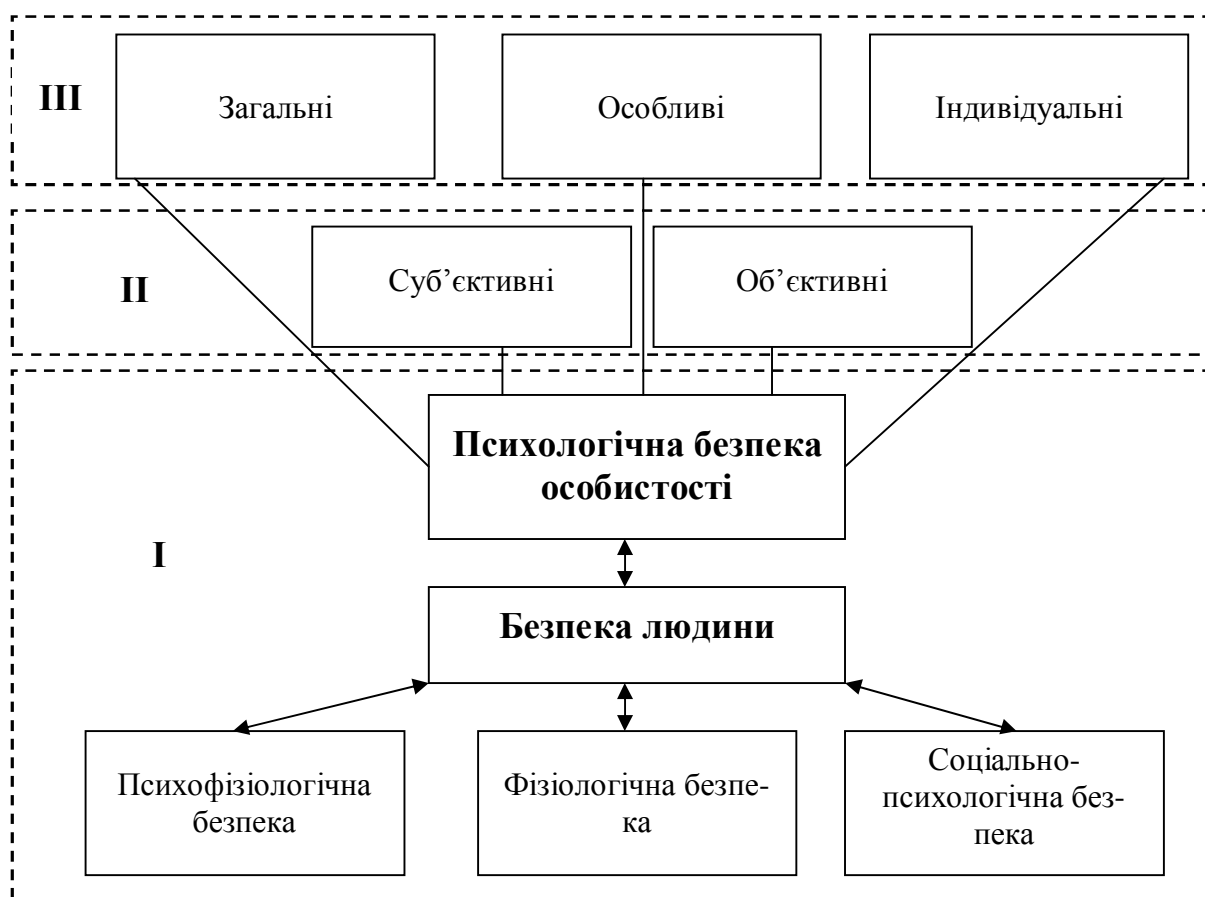 III
Загальні
Особливі
Індивідуальні
II
Суб’єктивні
Об’єктивні
Психологічна безпека
особистості
I
Безпека людини
Психофізіологічна
безпека
Фізіологічна безпе-
ка
Соціально-
психологічна без-
пека